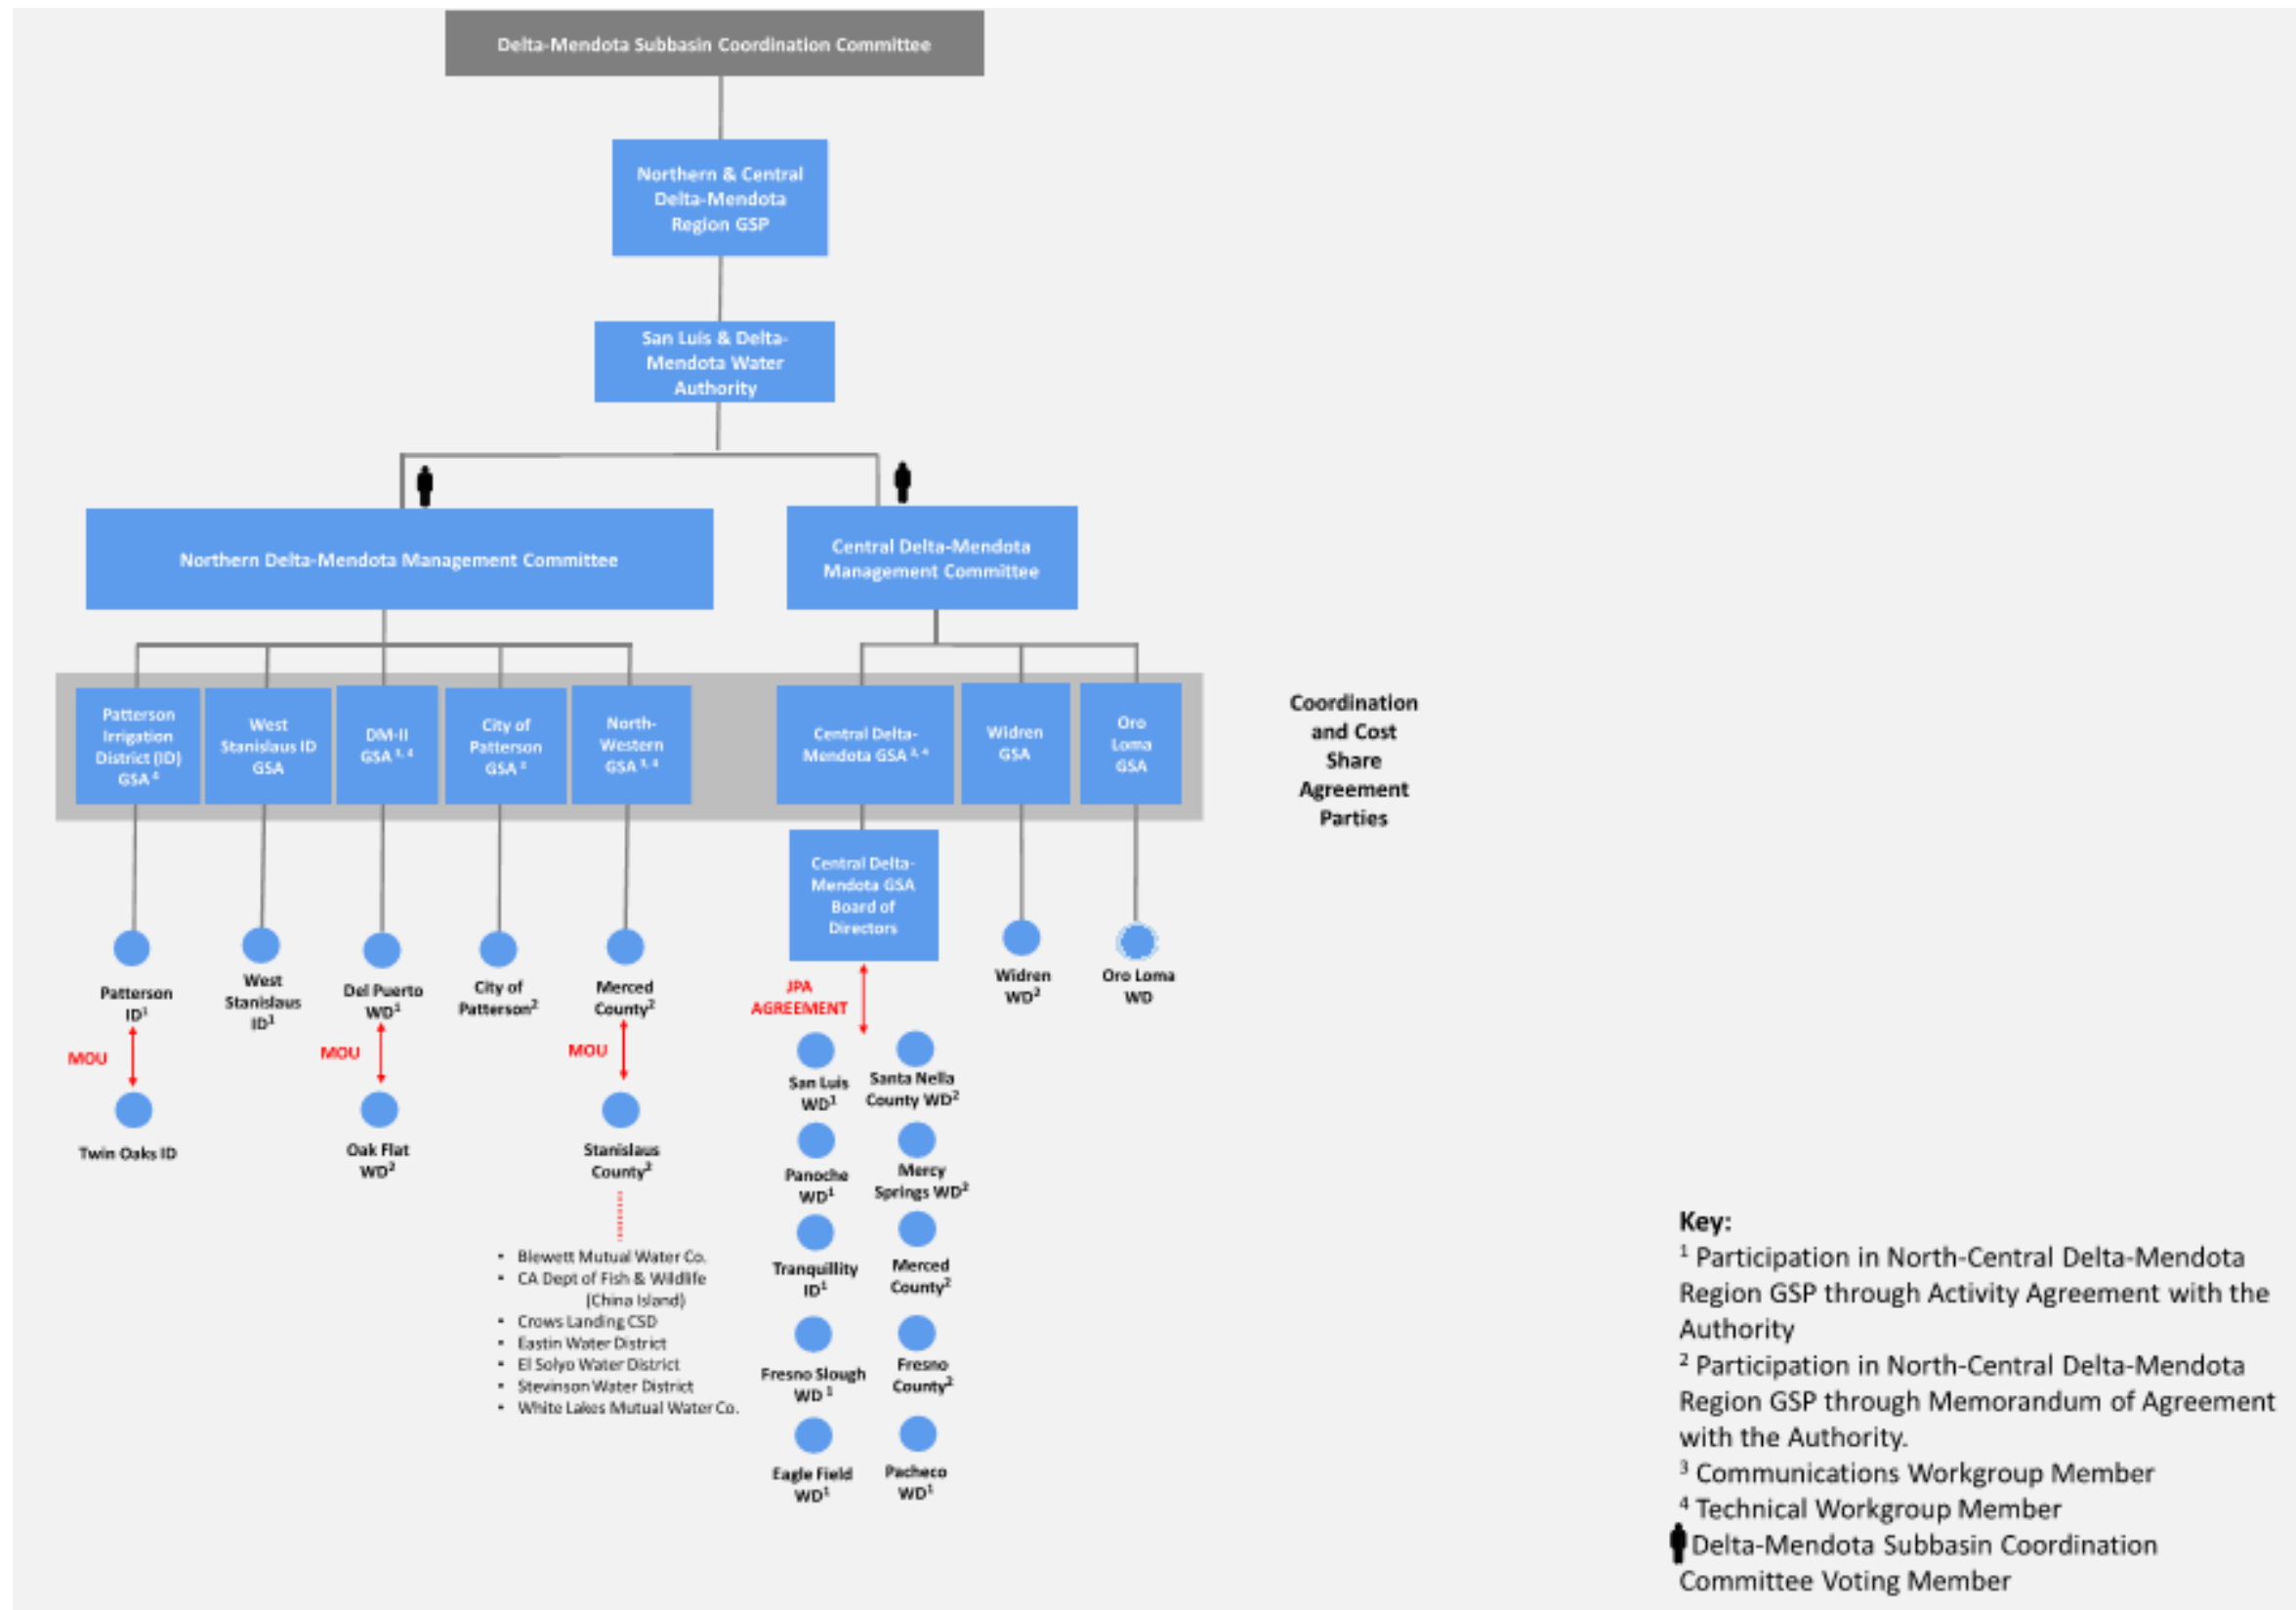 Delta-Mendota Subbasin Coordination Committee
Northern & Central
Delta-Mendota
Region GSP
San Luis & Delta-
Mendota Water
Authority
Northern Delta-Mendota Management Committee
Central Delta-Mendota
Management Committee
Patterson
Irrigation
District (ID)
GSA ⁴
West
Stanislaus ID
GSA
DM-II
GSA ³, ⁴
City of
Patterson
GSA ³
North-
Western
GSA ³, ⁴
Central Delta-
Mendota GSA ³, ⁴
Widren
GSA
Oro
Loma
GSA
Coordination
and Cost
Share
Agreement
Parties
Central Delta-
Mendota GSA
Board of
Directors
Patterson
ID¹
West
Stanislaus
ID¹
Del Puerto
WD¹
City of
Patterson²
Merced
County²
JPA
AGREEMENT
Widren
WD²
Oro Loma
WD
MOU
MOU
MOU
Twin Oaks ID
Oak Flat
WD²
Stanislaus
County²
San Luis
WD¹
Santa Nella
County WD²
Panoche
WD¹
Mercy
Springs WD²
Tranquillity
ID¹
Merced
County²
Fresno Slough
WD ¹
Fresno
County²
Eagle Field
WD¹
Pacheco
WD¹
▪ Blewett Mutual Water Co.
▪ CA Dept of Fish & Wildlife
(China Island)
▪ Crows Landing CSD
▪ Eastin Water District
▪ El Solyo Water District
▪ Stevinson Water District
▪ White Lakes Mutual Water Co.
Key:
¹ Participation in North-Central Delta-Mendota
Region GSP through Activity Agreement with the
Authority
² Participation in North-Central Delta-Mendota
Region GSP through Memorandum of Agreement
with the Authority.
³ Communications Workgroup Member
⁴ Technical Workgroup Member
Delta-Mendota Subbasin Coordination
Committee Voting Member